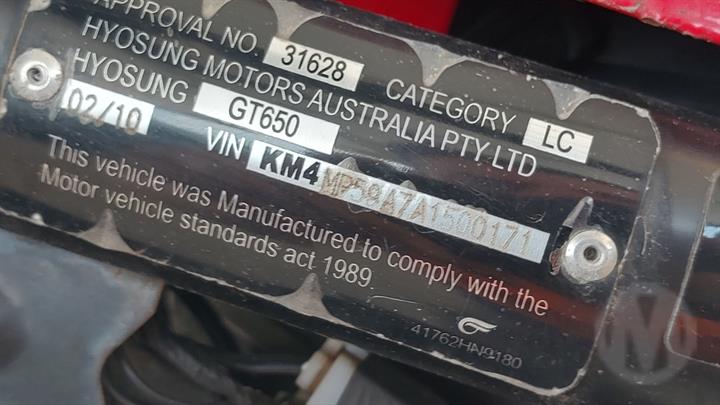 APPROVAL NO. 31628 CATEGORY LC
HYOSUNG MOTORS AUSTRALIA PTY LTD
HYOSUNG GT650
02/10 VIN KM4MP59A7A1500171
This vehicle was Manufactured to comply with the
Motor vehicle standards act 1989.
41762HN9180
M